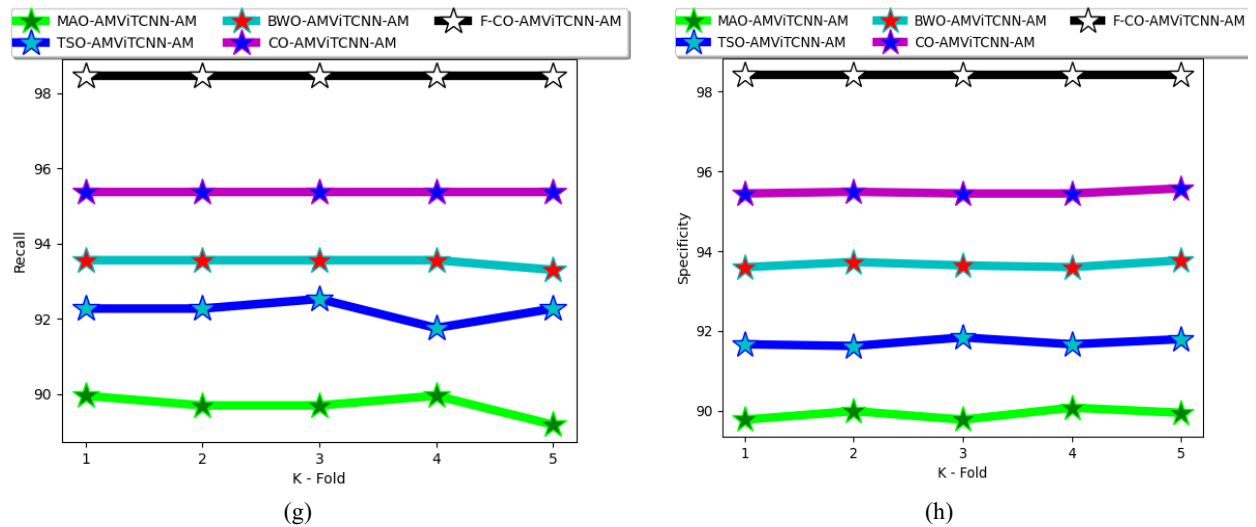 MAO-AMViTCNN-AM BWO-AMViTCNN-AM F-CO-AMViTCNN-AM
TSO-AMViTCNN-AM CO-AMViTCNN-AM
98
96
94
92
90
Recall
1 2 3 4 5
K - Fold
(g)
MAO-AMViTCNN-AM BWO-AMViTCNN-AM F-CO-AMViTCNN-AM
TSO-AMViTCNN-AM CO-AMViTCNN-AM
98
96
94
92
90
Specificity
1 2 3 4 5
K - Fold
(h)